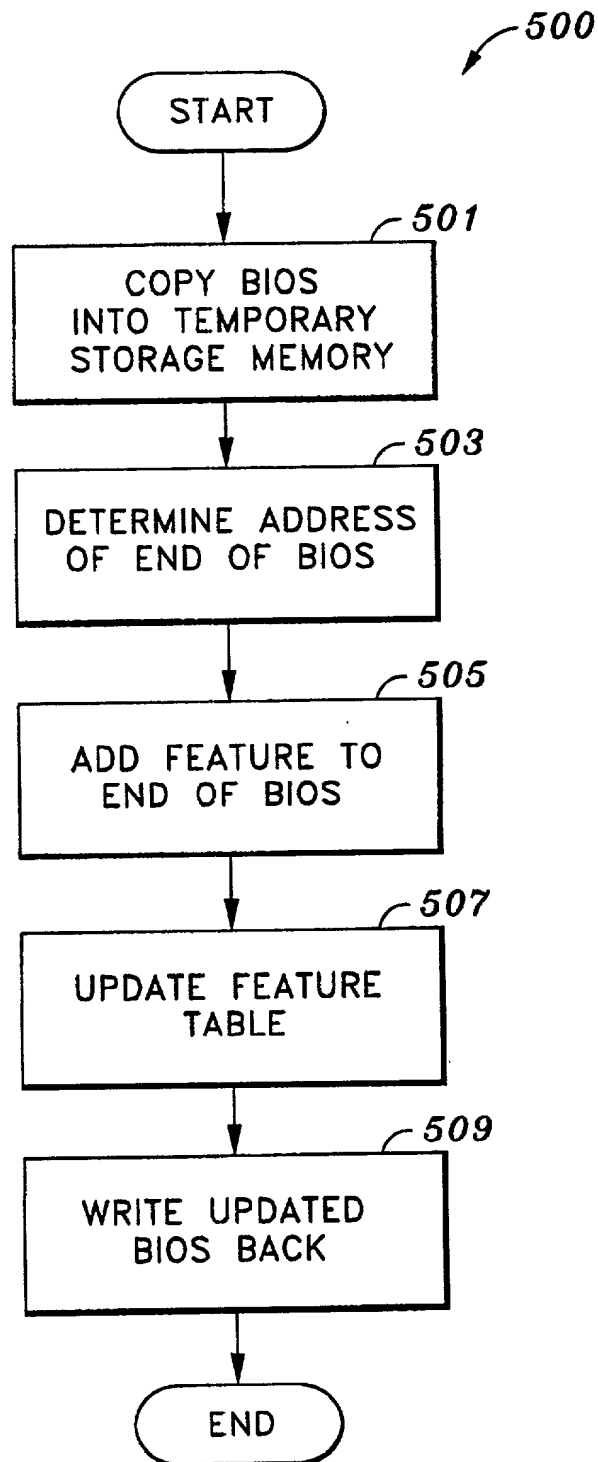 500
START
501
COPY BIOS
INTO TEMPORARY
STORAGE MEMORY
503
DETERMINE ADDRESS
OF END OF BIOS
505
ADD FEATURE TO
END OF BIOS
507
UPDATE FEATURE
TABLE
509
WRITE UPDATED
BIOS BACK
END